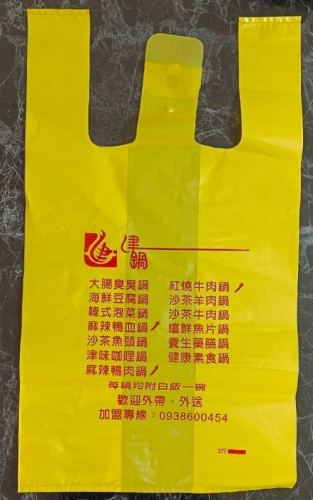 津鍋
大腸臭臭鍋
海鮮豆腐鍋
韓式泡菜鍋
麻辣鴨血鍋
沙茶魚頭鍋
津味咖哩鍋
麻辣鴨肉鍋
紅燒牛肉鍋
沙茶羊肉鍋
沙茶牛肉鍋
嚐鮮魚片鍋
養生藥膳鍋
健康素食鍋
每鍋均附白飯一碗
歡迎外帶、外送
加盟專線：0938600454
3斤